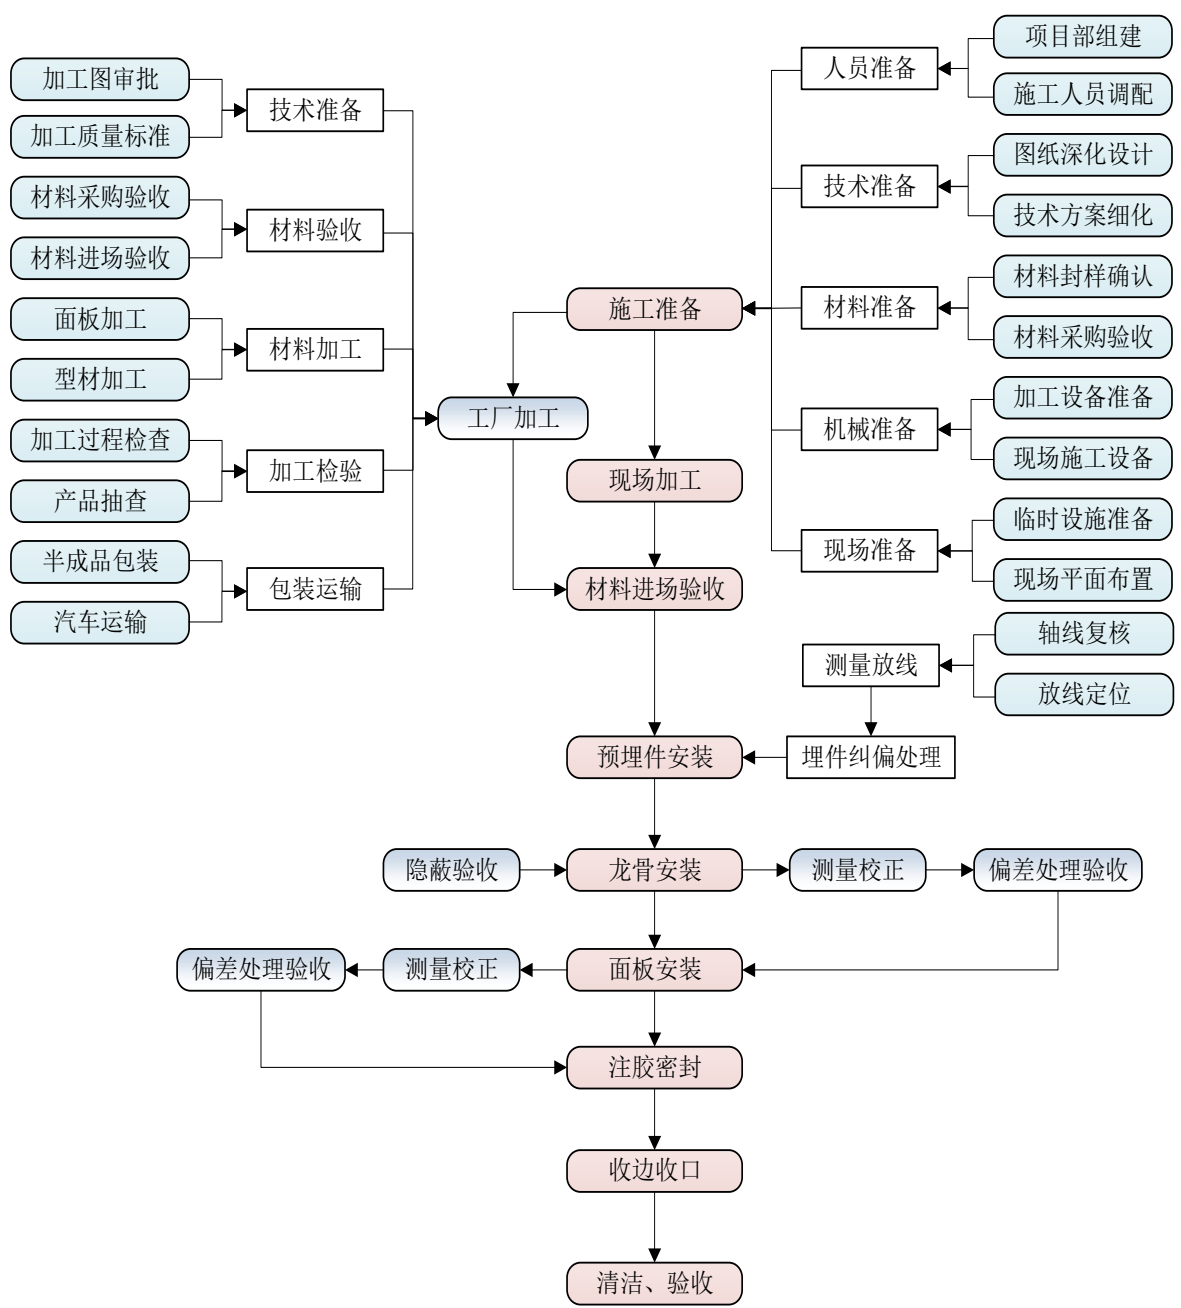 项目部组建
人员准备
加工图审批
施工人员调配
技术准备
加工质量标准
图纸深化设计
技术准备
材料采购验收
技术方案细化
材料验收
材料进场验收
材料封样确认
施工准备
材料准备
面板加工
材料采购验收
材料加工
型材加工
加工设备准备
工厂加工
机械准备
加工过程检查
现场施工设备
加工检验
现场加工
产品抽查
临时设施准备
现场准备
半成品包装
现场平面布置
包装运输
材料进场验收
汽车运输
轴线复核
测量放线
放线定位
预埋件安装
埋件纠偏处理
隐蔽验收
龙骨安装
测量校正
偏差处理验收
偏差处理验收
测量校正
面板安装
注胶密封
收边收口
清洁、验收